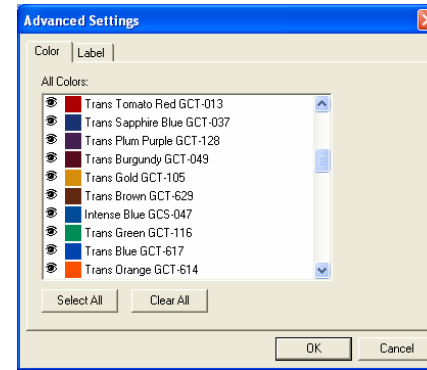 Advanced Settings
Color Label
All Colors:
Trans Tomato Red GCT-013
Trans Sapphire Blue GCT-037
Trans Plum Purple GCT-128
Trans Burgundy GCT-049
Trans Gold GCT-105
Trans Brown GCT-629
Intense Blue GCS-047
Trans Green GCT-116
Trans Blue GCT-617
Trans Orange GCT-614
Select All Clear All
OK Cancel